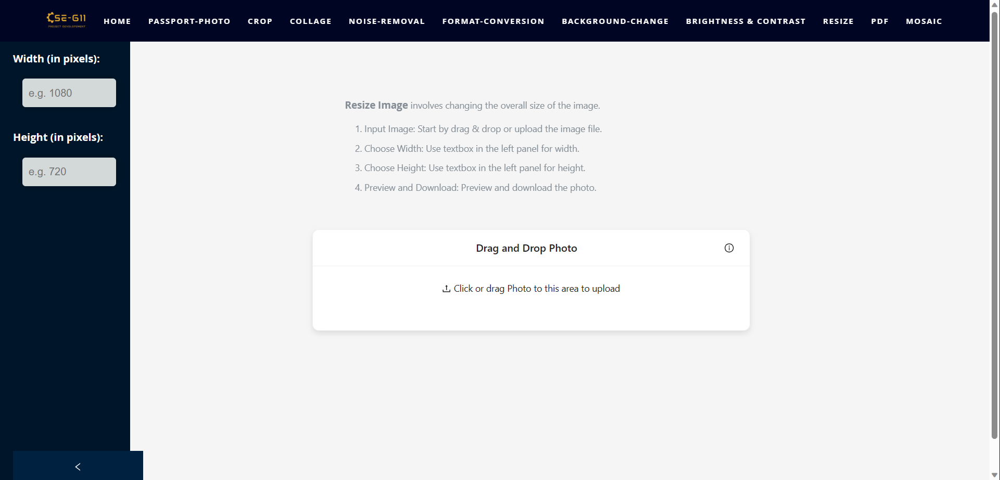 CSE-G11
PROJECT DEVELOPEMENT
HOME PASSPORT-PHOTO CROP COLLAGE NOISE-REMOVAL FORMAT-CONVERSION BACKGROUND-CHANGE BRIGHTNESS & CONTRAST RESIZE PDF MOSAIC
Width (in pixels):
e.g. 1080
Height (in pixels):
e.g. 720
Resize Image involves changing the overall size of the image.
1. Input Image: Start by drag & drop or upload the image file.
2. Choose Width: Use textbox in the left panel for width.
3. Choose Height: Use textbox in the left panel for height.
4. Preview and Download: Preview and download the photo.
Drag and Drop Photo
Click or drag Photo to this area to upload